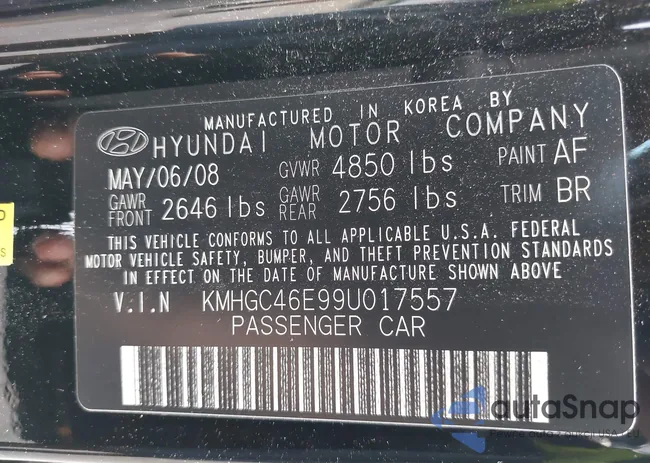 MANUFACTURED IN KOREA BY
HYUNDAI MOTOR COMPANY
MAY/06/08 GVWR 4850 lbs PAINT AF
GAWR FRONT 2646 lbs GAWR REAR 2756 lbs TRIM BR
THIS VEHICLE CONFORMS TO ALL APPLICABLE U.S.A. FEDERAL
MOTOR VEHICLE SAFETY, BUMPER, AND THEFT PREVENTION STANDARDS
IN EFFECT ON THE DATE OF MANUFACTURE SHOWN ABOVE
V.I.N KMHGC46E99U017557
PASSENGER CAR
D
S
autoSnap